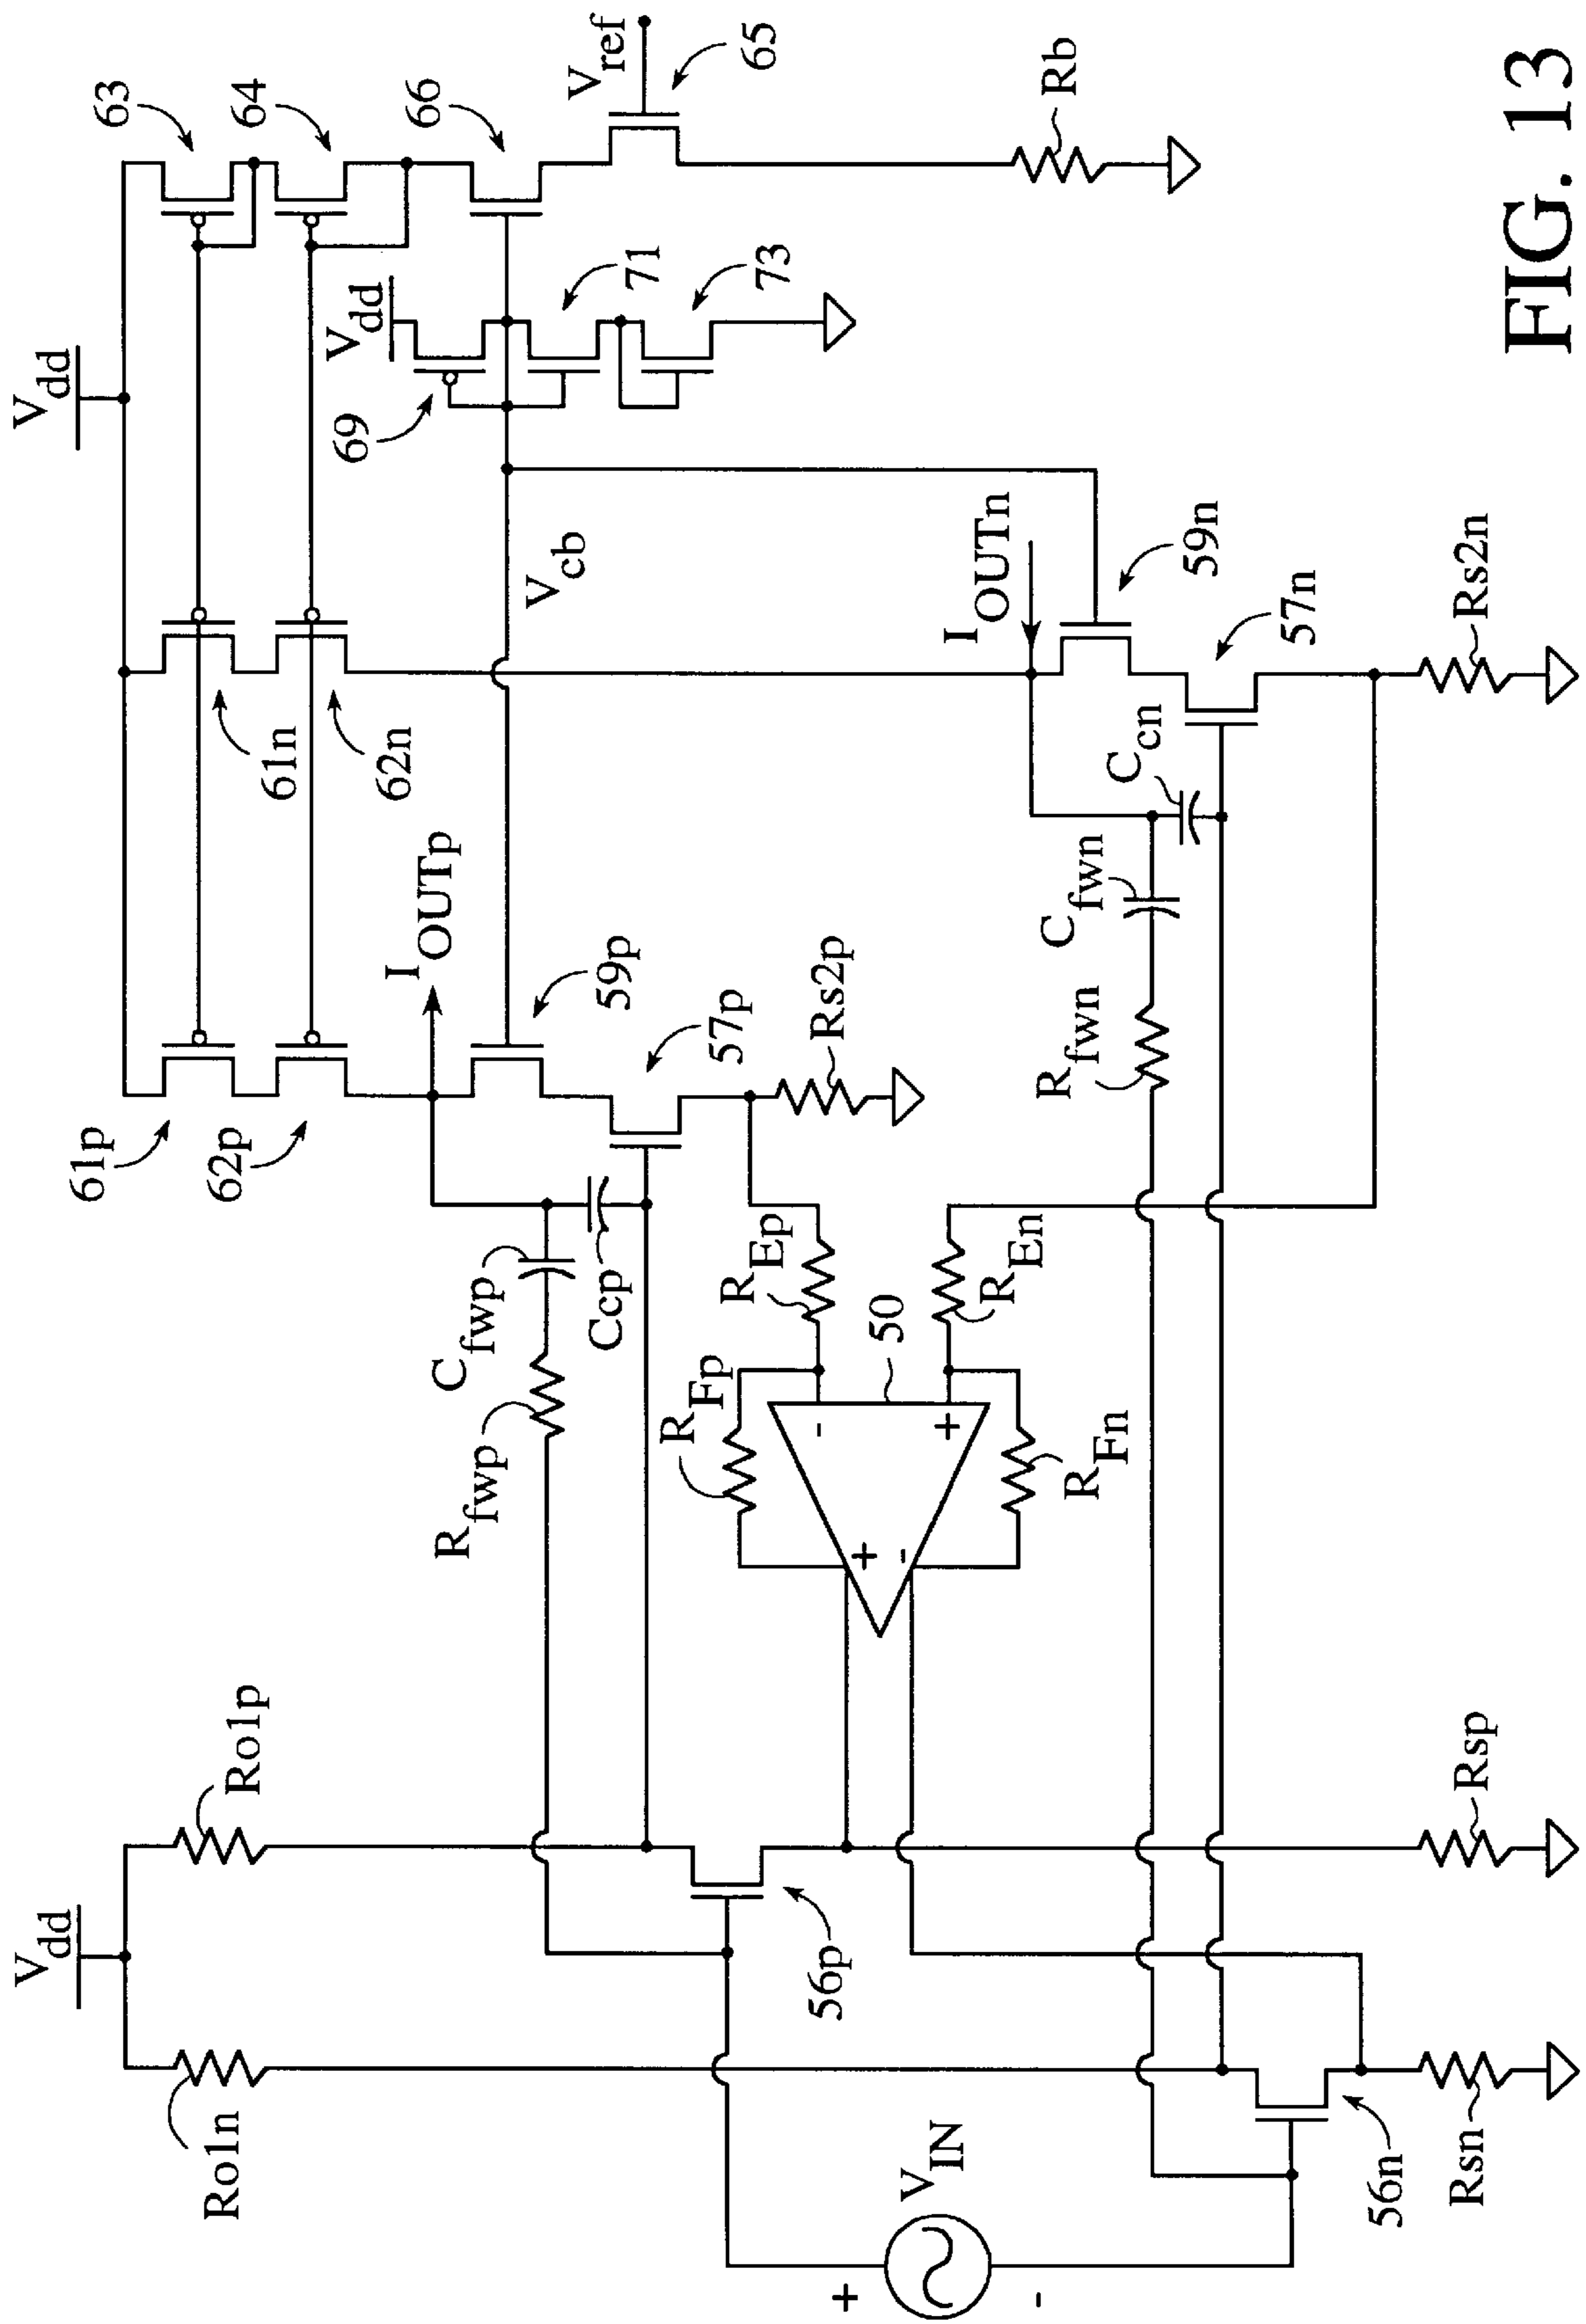 Vdd
63
64
66
Vref
65
Rb
Vdd
69
71
73
Vcb
61n
62n
IOUTn
59n
57n
Rs2n
Ccn
Cfwn
Rfwn
61p
62p
IOUTp
59p
57p
Rs2p
Cfwp
Rfwp
Ccp
REp
REn
RFp
RFn
50
-
+
+
-
Vdd
Ro1p
Ro1n
56p
Rsp
56n
Rsn
VIN
+
-
FIG. 13